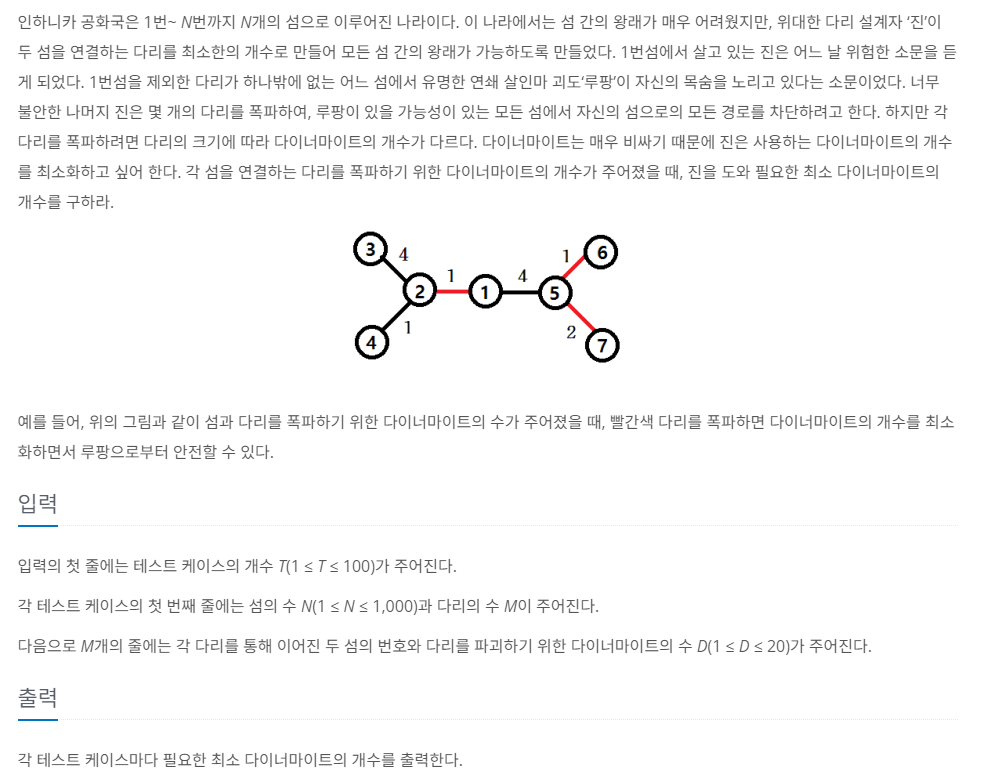 인하니카 공화국은 1번~ N번까지 N개의 섬으로 이루어진 나라이다. 이 나라에서는 섬 간의 왕래가 매우 어려웠지만, 위대한 다리 설계자 ‘진’이
두 섬을 연결하는 다리를 최소한의 개수로 만들어 모든 섬 간의 왕래가 가능하도록 만들었다. 1번섬에서 살고 있는 진은 어느 날 위험한 소문을 듣
게 되었다. 1번섬을 제외한 다리가 하나밖에 없는 어느 섬에서 유명한 연쇄 살인마 괴도‘루팡’이 자신의 목숨을 노리고 있다는 소문이었다. 너무
불안한 나머지 진은 몇 개의 다리를 폭파하여, 루팡이 있을 가능성이 있는 모든 섬에서 자신의 섬으로의 모든 경로를 차단하려고 한다. 하지만 각
다리를 폭파하려면 다리의 크기에 따라 다이너마이트의 개수가 다르다. 다이너마이트는 매우 비싸기 때문에 진은 사용하는 다이너마이트의 개수
를 최소화하고 싶어 한다. 각 섬을 연결하는 다리를 폭파하기 위한 다이너마이트의 개수가 주어졌을 때, 진을 도와 필요한 최소 다이너마이트의
개수를 구하라.
3 4 1 6
2 1 1 4 5
4 1 2 7
예를 들어, 위의 그림과 같이 섬과 다리를 폭파하기 위한 다이너마이트의 수가 주어졌을 때, 빨간색 다리를 폭파하면 다이너마이트의 개수를 최소
화하면서 루팡으로부터 안전할 수 있다.
입력
입력의 첫 줄에는 테스트 케이스의 개수 T(1 ≤ T ≤ 100)가 주어진다.
각 테스트 케이스의 첫 번째 줄에는 섬의 수 N(1 ≤ N ≤ 1,000)과 다리의 수 M이 주어진다.
다음으로 M개의 줄에는 각 다리를 통해 이어진 두 섬의 번호와 다리를 파괴하기 위한 다이너마이트의 수 D(1 ≤ D ≤ 20)가 주어진다.
출력
각 테스트 케이스마다 필요한 최소 다이너마이트의 개수를 출력한다.